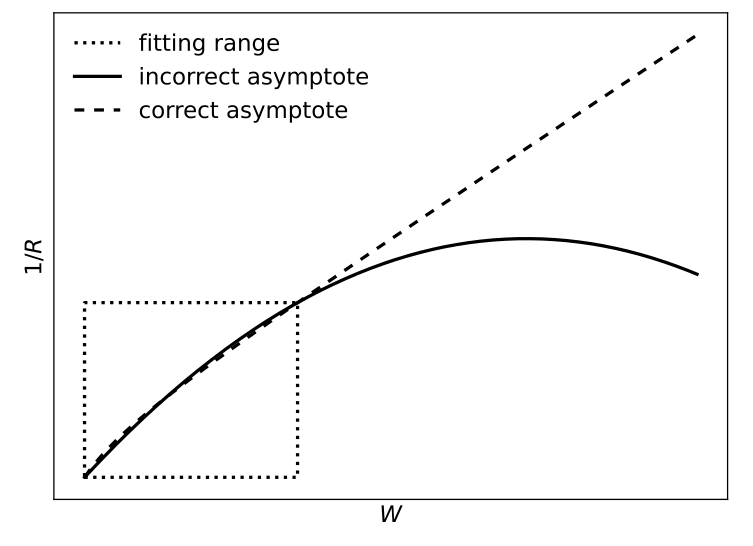 fitting range
incorrect asymptote
correct asymptote
1/R
W